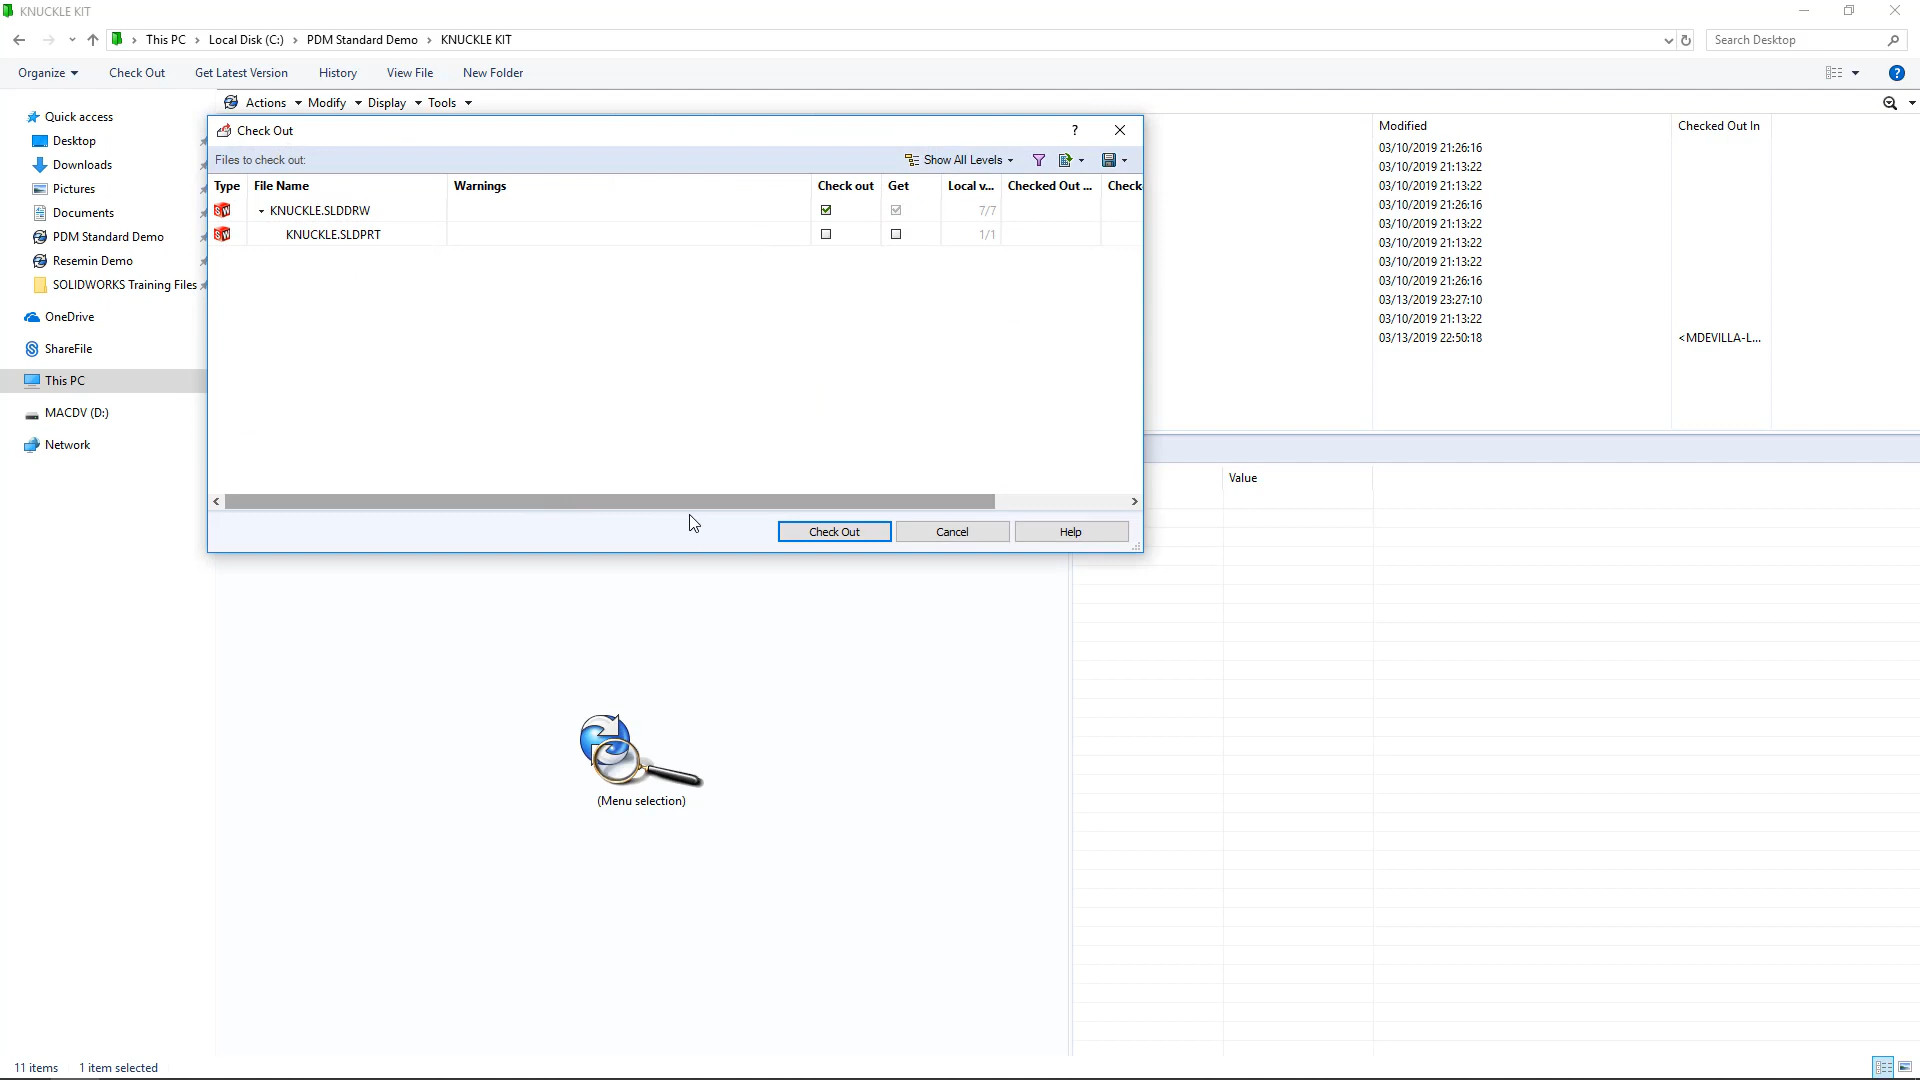 KNUCKLE KIT
This PC
Local Disk (C:)
PDM Standard Demo
KNUCKLE KIT
Search Desktop
Organize
Check Out
Get Latest Version
History
View File
New Folder
?
Actions
Modify
Display
Tools
Quick access
Desktop
Downloads
Pictures
Documents
PDM Standard Demo
Resemin Demo
SOLIDWORKS Training Files
OneDrive
ShareFile
This PC
MACDV (D:)
Network
Check Out
?
Files to check out:
Show All Levels
Type
File Name
Warnings
Check out
Get
Local v...
Checked Out ...
Check
KNUCKLE.SLDDRW
7/7
KNUCKLE.SLDPRT
1/1
Check Out
Cancel
Help
Modified
Checked Out In
03/10/2019 21:26:16
03/10/2019 21:13:22
03/10/2019 21:13:22
03/10/2019 21:26:16
03/10/2019 21:13:22
03/10/2019 21:13:22
03/10/2019 21:13:22
03/10/2019 21:26:16
03/13/2019 23:27:10
03/10/2019 21:13:22
03/13/2019 22:50:18
<MDEVILLA-L...
Value
(Menu selection)
11 items
1 item selected